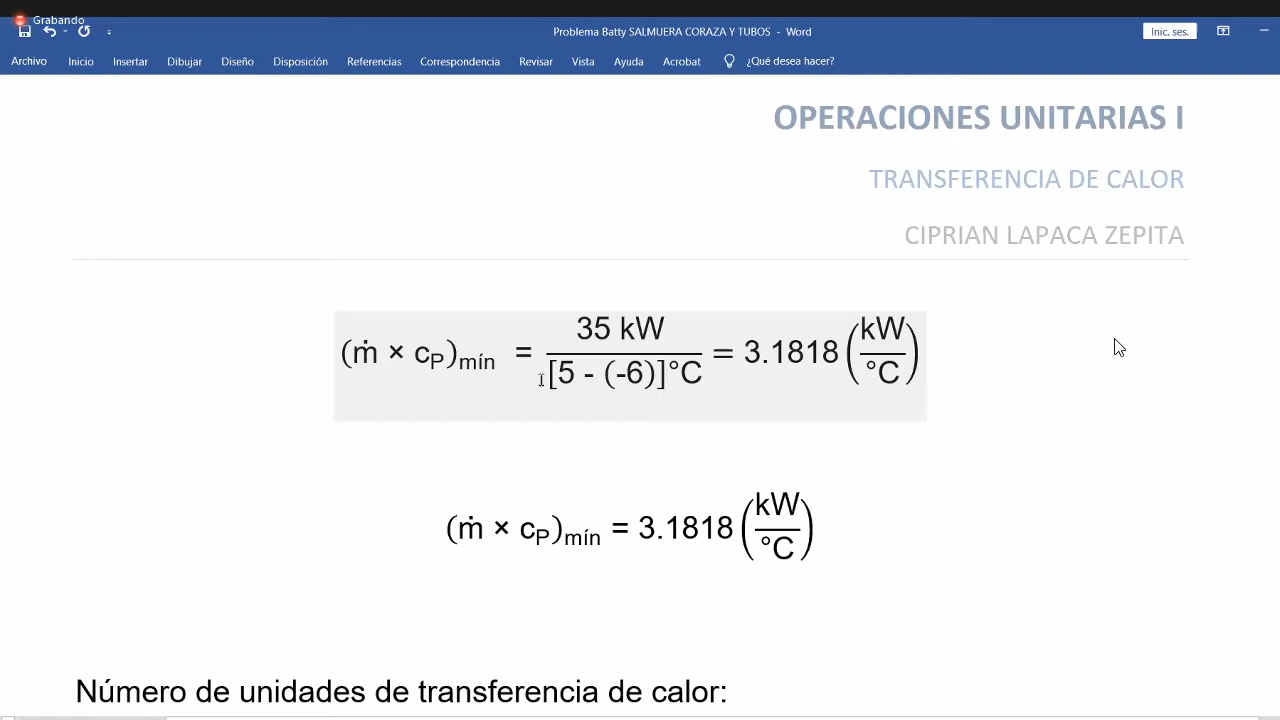 Grabando
Problema Batty SALMUERA CORAZA Y TUBOS - Word
Inic. ses.
Archivo Inicio Insertar Dibujar Diseño Disposición Referencias Correspondencia Revisar Vista Ayuda Acrobat ¿Qué desea hacer?
OPERACIONES UNITARIAS I
TRANSFERENCIA DE CALOR
CIPRIAN LAPACA ZEPITA
(ṁ × cP)mín = 35 kW / [5 - (-6)]°C = 3.1818 (kW/°C)
(ṁ × cP)mín = 3.1818 (kW/°C)
Número de unidades de transferencia de calor: